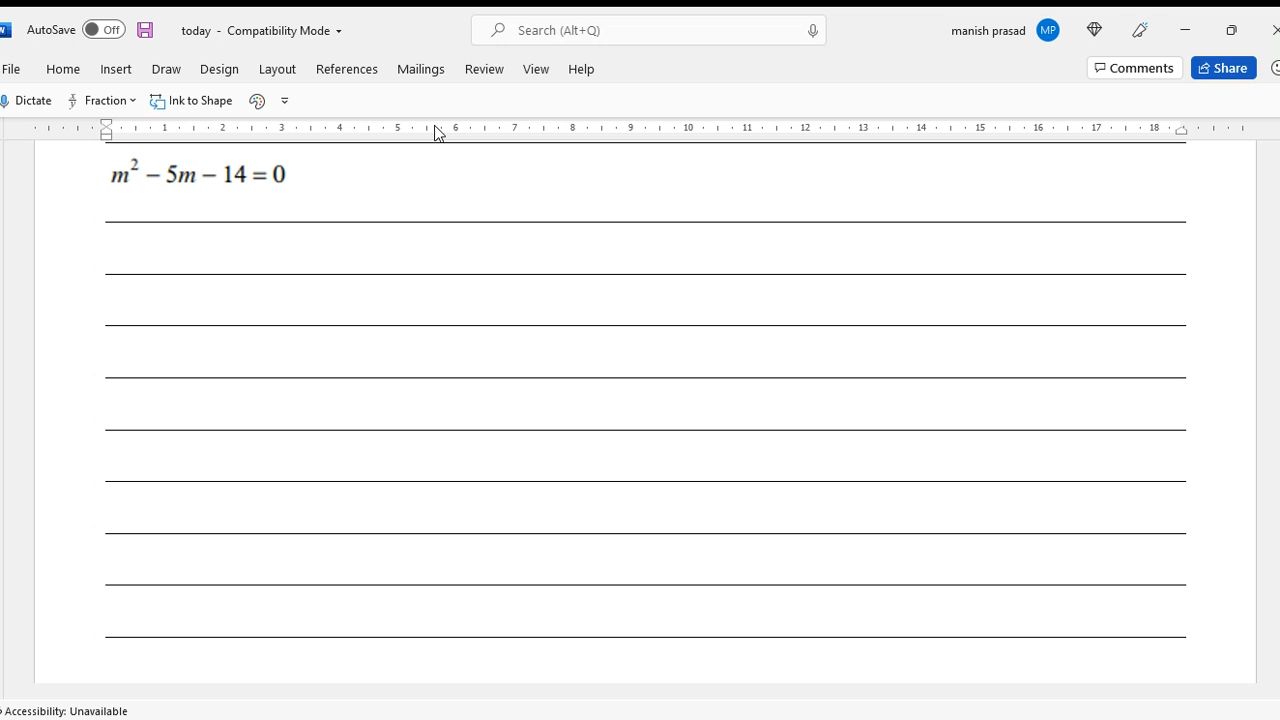 AutoSave Off today - Compatibility Mode Search (Alt+Q) manish prasad MP
File Home Insert Draw Design Layout References Mailings Review View Help Comments Share
Dictate Fraction Ink to Shape
1 2 3 4 5 6 7 8 9 10 11 12 13 14 15 16 17 18
m² − 5m − 14 = 0
Accessibility: Unavailable